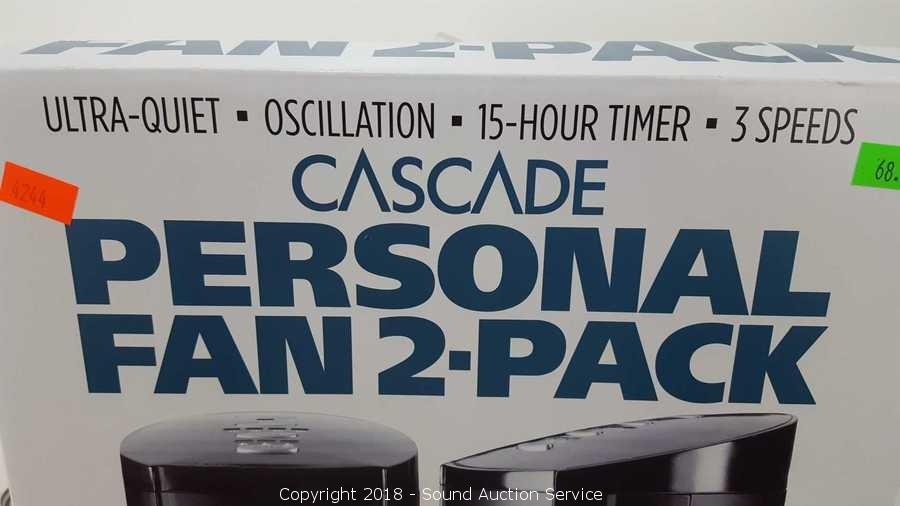 FAN 2-PACK
ULTRA-QUIET ▪ OSCILLATION ▪ 15-HOUR TIMER ▪ 3 SPEEDS
4244
68.
CASCADE
PERSONAL
FAN 2-PACK
Copyright 2018 - Sound Auction Service